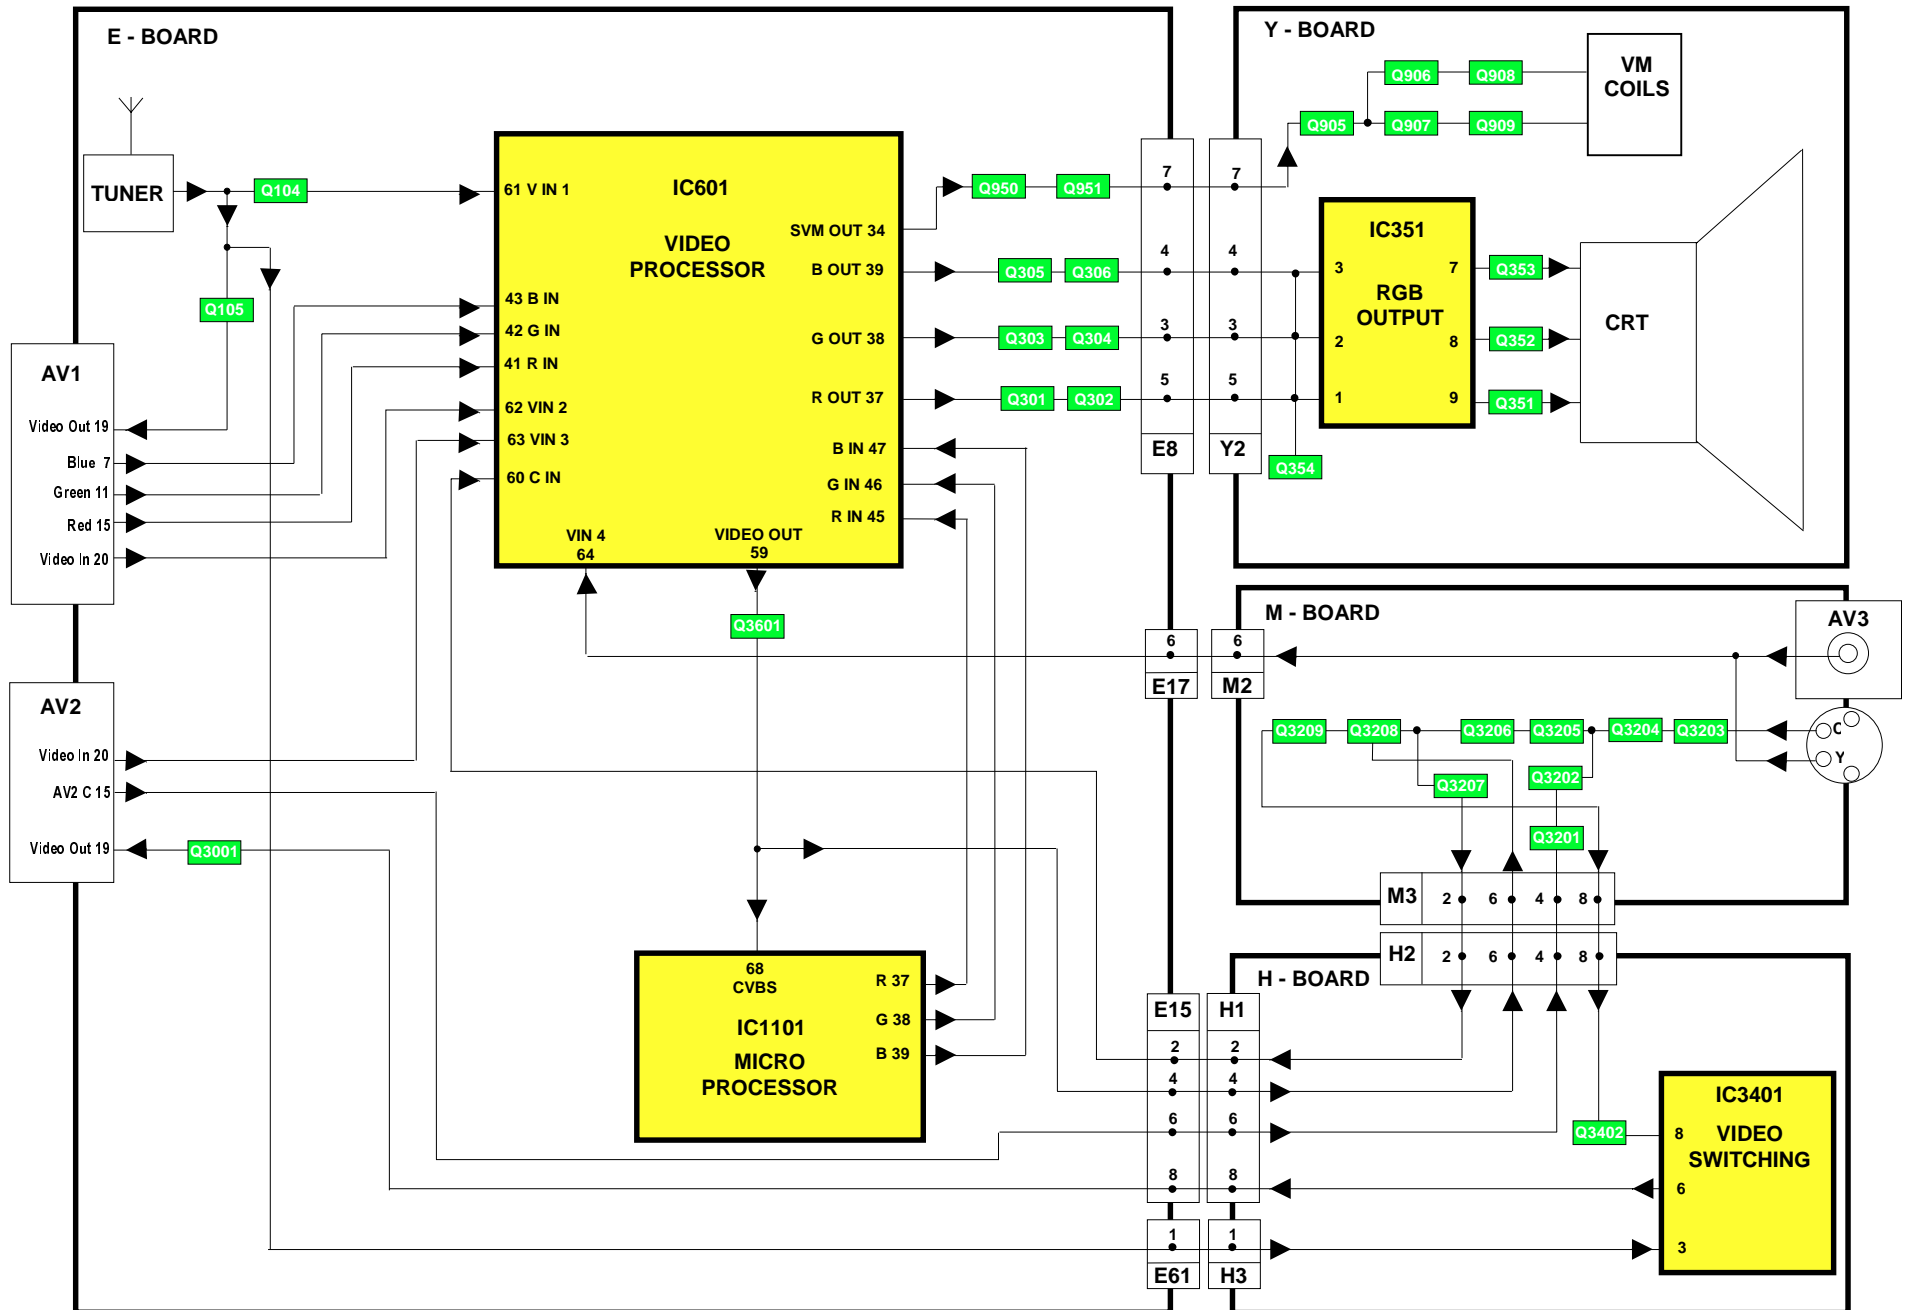 E - BOARD
Y - BOARD
VM
COILS
Q906
Q908
Q905
Q907
Q909
TUNER
Q104
61 V IN 1
IC601
VIDEO
PROCESSOR
SVM OUT 34
B OUT 39
G OUT 38
R OUT 37
B IN 47
G IN 46
R IN 45
43 B IN
42 G IN
41 R IN
62 VIN 2
63 VIN 3
60 C IN
VIN 4
64
VIDEO OUT
59
Q950
Q951
Q305
Q306
Q303
Q304
Q301
Q302
7
4
3
5
E8
7
4
3
5
Y2
Q354
IC351
RGB
OUTPUT
3
2
1
7
8
9
Q353
Q352
Q351
CRT
Q105
AV1
Video Out 19
Blue 7
Green 11
Red 15
Video In 20
Q3601
M - BOARD
AV3
6
E17
6
M2
AV2
Video In 20
AV2 C 15
Video Out 19
Q3001
Q3209
Q3208
Q3206
Q3205
Q3204
Q3203
C
Y
Q3207
Q3202
Q3201
M3
2
6
4
8
H2
2
6
4
8
H - BOARD
68
CVBS
IC1101
MICRO
PROCESSOR
R 37
G 38
B 39
E15
2
4
6
8
H1
2
4
6
8
1
E61
1
H3
Q3402
IC3401
VIDEO
SWITCHING
8
6
3